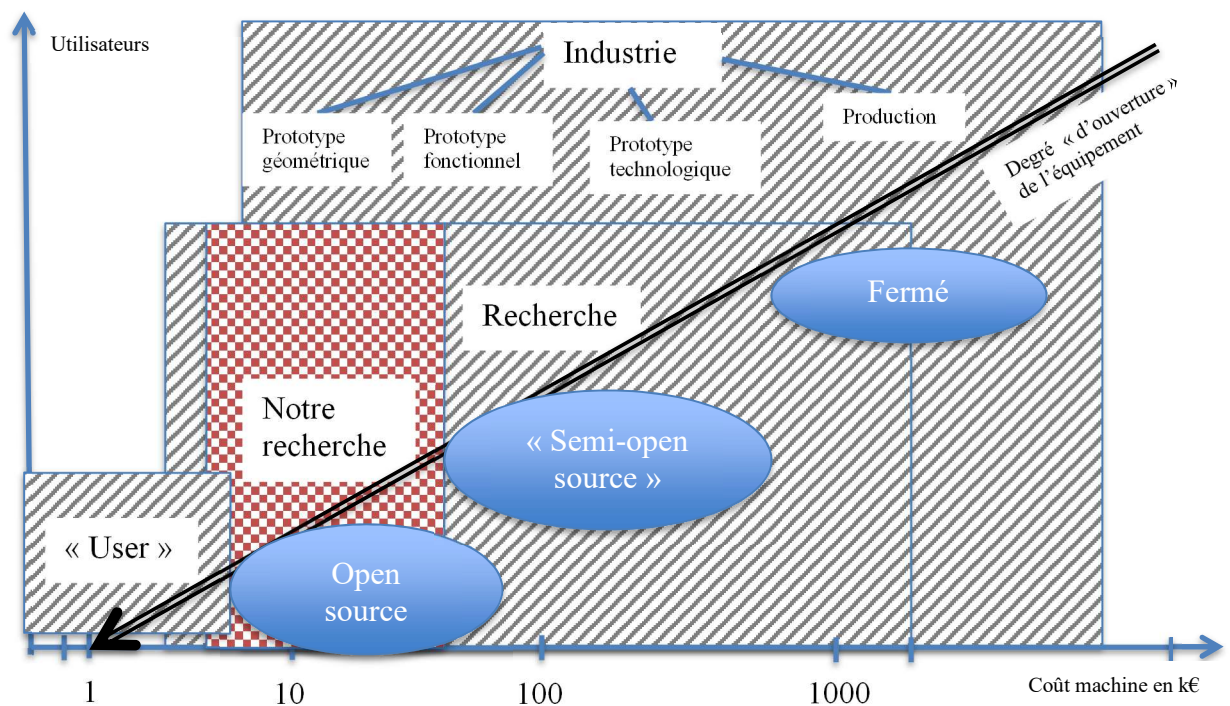 Utilisateurs
Industrie
Prototype
géométrique
Prototype
fonctionnel
Prototype
technologique
Production
Degré « d’ouverture »
de l’équipement
Fermé
Recherche
Notre
recherche
« Semi-open
source »
« User »
Open
source
1
10
100
1000
Coût machine en k€